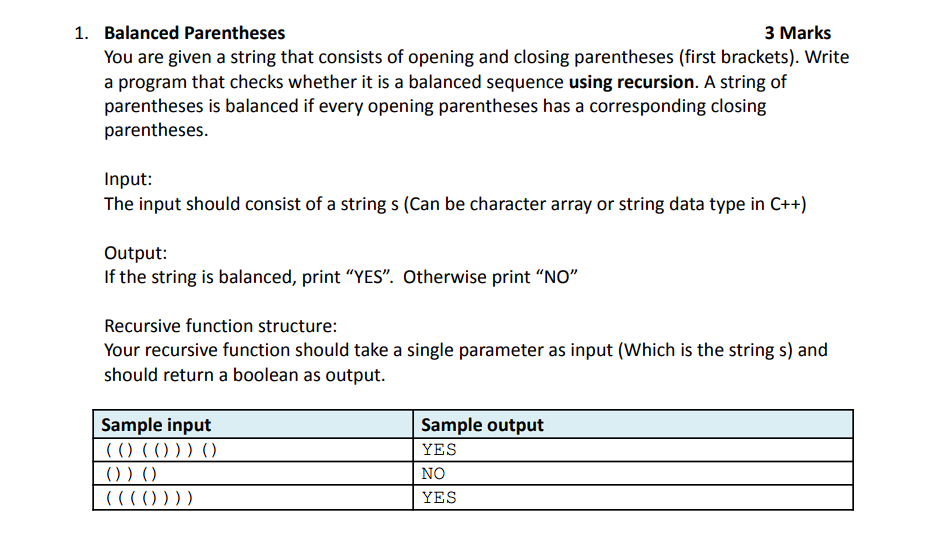 1. Balanced Parentheses 3 Marks
You are given a string that consists of opening and closing parentheses (first brackets). Write
a program that checks whether it is a balanced sequence using recursion. A string of
parentheses is balanced if every opening parentheses has a corresponding closing
parentheses.
Input:
The input should consist of a string s (Can be character array or string data type in C++)
Output:
If the string is balanced, print “YES”. Otherwise print “NO”
Recursive function structure:
Your recursive function should take a single parameter as input (Which is the string s) and
should return a boolean as output.
Sample input Sample output
(()(()))() YES
())() NO
(((()))) YES